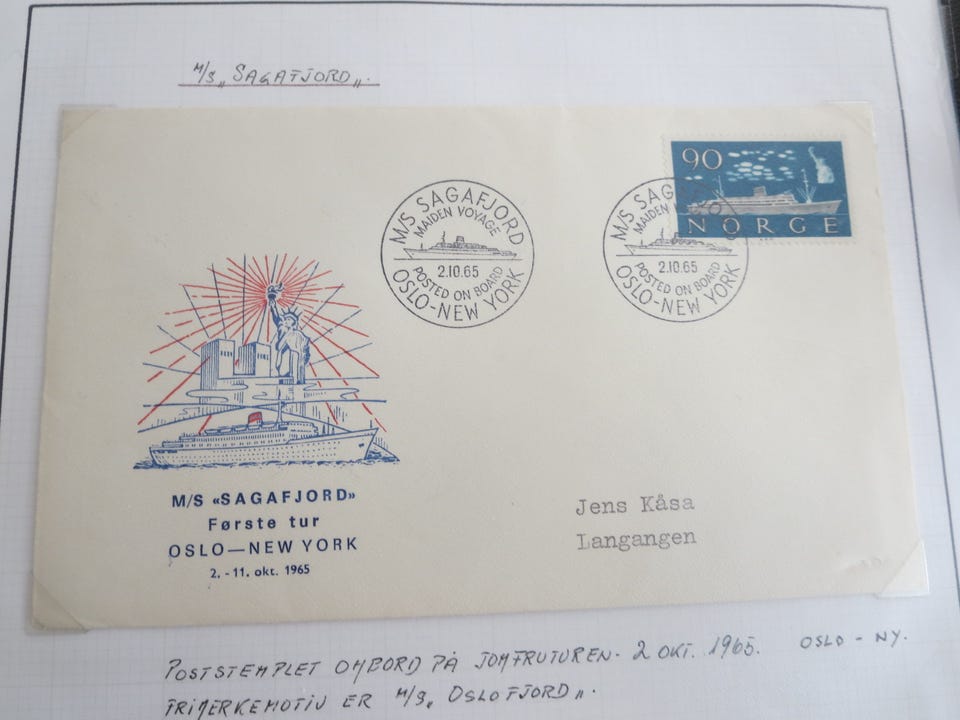 M/S „SAGAFJORD„.
90
NORGE
M/S SAGAFJORD
MAIDEN VOYAGE
2.10.65
POSTED ON BOARD
OSLO-NEW YORK
M/S SAG
MAIDEN
2.10.65
POSTED ON BOARD
OSLO-NEW YORK
M/S «SAGAFJORD»
Første tur
OSLO—NEW YORK
2. - 11. okt. 1965
Jens Kåsa
Langangen
POSTSTEMPLET OMBORD PÅ JOMFRUTUREN. 2 OKT. 1965. OSLO - NY.
FRIMERKEMOTIV ER M/S„ OSLOFJORD„.